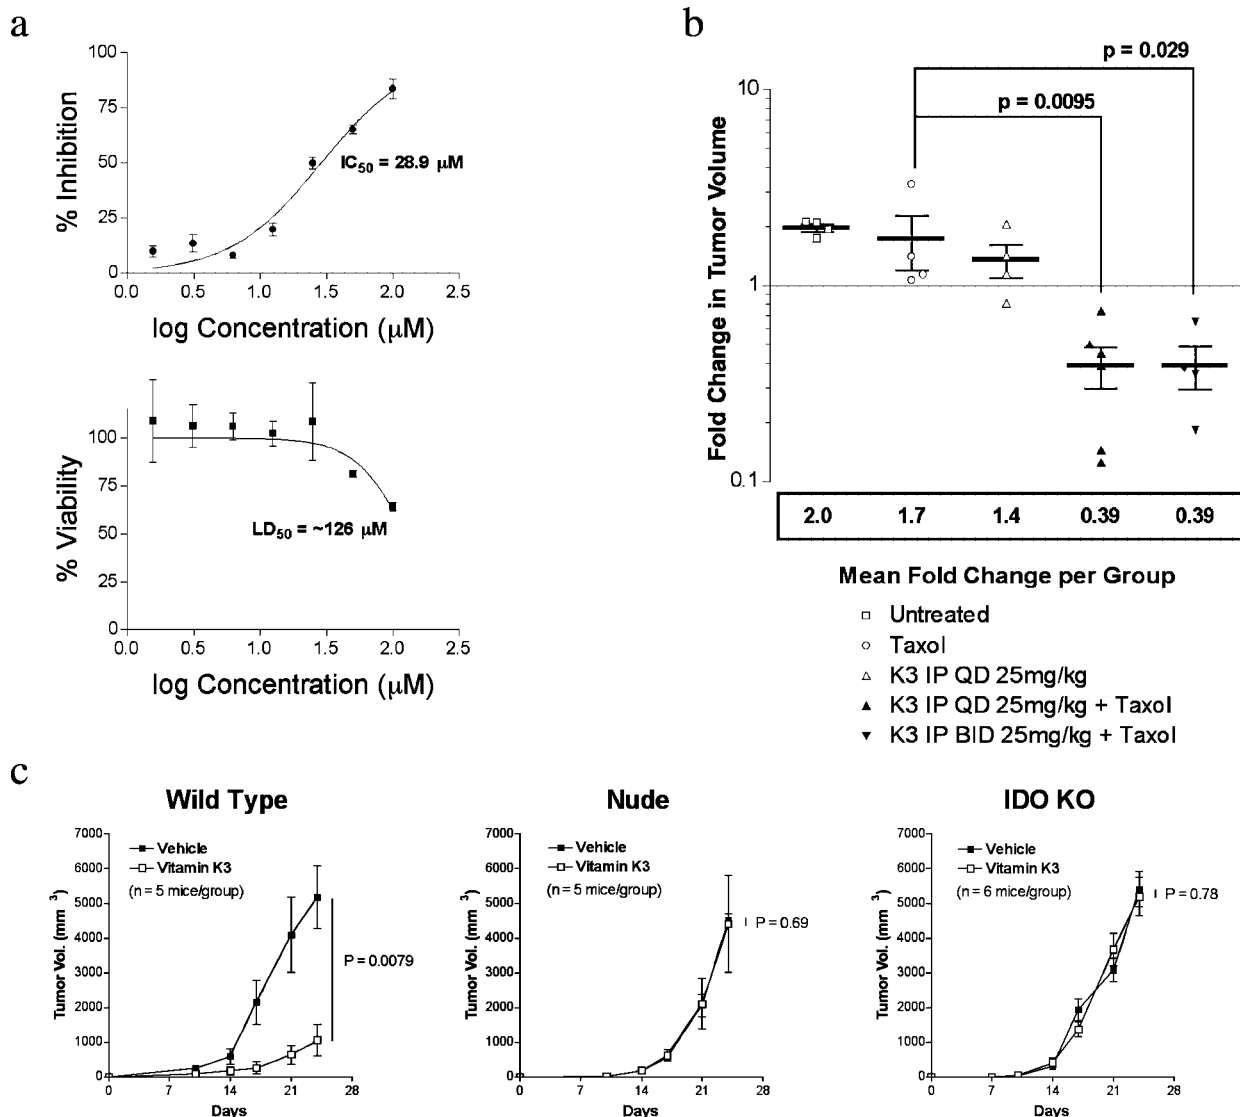 a
100
75
50
25
0
% Inhibition
IC50 = 28.9 µM
0.0 0.5 1.0 1.5 2.0 2.5
log Concentration (µM)
100
75
50
25
0
% Viability
LD50 = ~126 µM
0.0 0.5 1.0 1.5 2.0 2.5
log Concentration (µM)
b
p = 0.029
p = 0.0095
10
1
0.1
Fold Change in Tumor Volume
2.0 1.7 1.4 0.39 0.39
Mean Fold Change per Group
Untreated
Taxol
K3 IP QD 25mg/kg
K3 IP QD 25mg/kg + Taxol
K3 IP BID 25mg/kg + Taxol
c
Wild Type
7000
6000
5000
4000
3000
2000
1000
0
Tumor Vol. (mm3)
Vehicle
Vitamin K3
(n = 5 mice/group)
P = 0.0079
0 7 14 21 28
Days
Nude
7000
6000
5000
4000
3000
2000
1000
0
Tumor Vol. (mm3)
Vehicle
Vitamin K3
(n = 5 mice/group)
P = 0.69
0 7 14 21 28
Days
IDO KO
7000
6000
5000
4000
3000
2000
1000
0
Tumor Vol. (mm3)
Vehicle
Vitamin K3
(n = 6 mice/group)
P = 0.78
0 7 14 21 28
Days